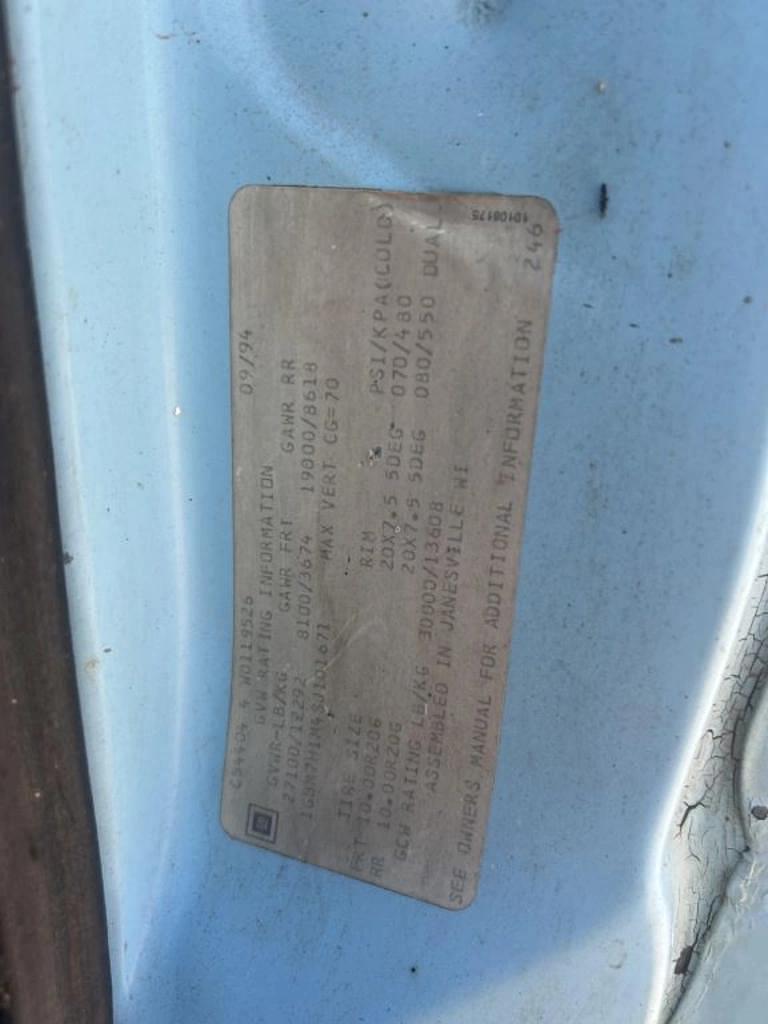 C54404 4 W0119526 09/94
GVW RATING INFORMATION
GVWR-LB/KG GAWR FRT GAWR RR
27100/12292 8100/3674 19000/8618
MAX VERT CG=70
TIRE SIZE RIM PSI/KPA(COLD)
FRT 10.00R20G 20X7.5 5DEG 070/480
RR 10.00R20G 20X7.5 5DEG 080/550 DUAL
GCW RATING LB/KG 30000/13608
ASSEMBLED IN JANESVILLE WI
SEE OWNERS MANUAL FOR ADDITIONAL INFORMATION 246
10108175